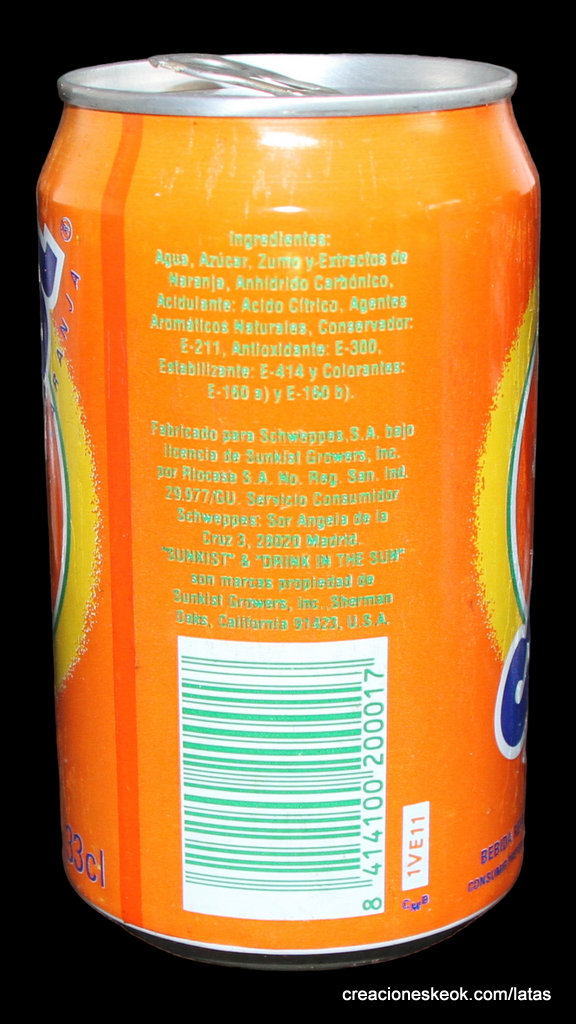 Ingredientes:
Agua, Azúcar, Zumo y Extractos de
Naranja, Anhídrido Carbónico,
Acidulante: Acido Cítrico, Agentes
Aromáticos Naturales, Conservador:
E-211, Antioxidante: E-300,
Estabilizante: E-414 y Colorantes:
E-160 a) y E-160 b).
Fabricado para Schweppes, S.A. bajo
licencia de Sunkist Growers, Inc.
por Riocasa S.A. No. Reg. San. Ind.
29.977/GU. Servicio Consumidor
Schweppes: Sor Angela de la
Cruz 3, 28020 Madrid.
"SUNKIST" & "DRINK IN THE SUN"
son marcas propiedad de
Sunkist Growers, Inc., Sherman
Oaks, California 91423, U.S.A.
8 414100 200017
1VE11
33cl
BEBIDA
creacioneskeok.com/latas